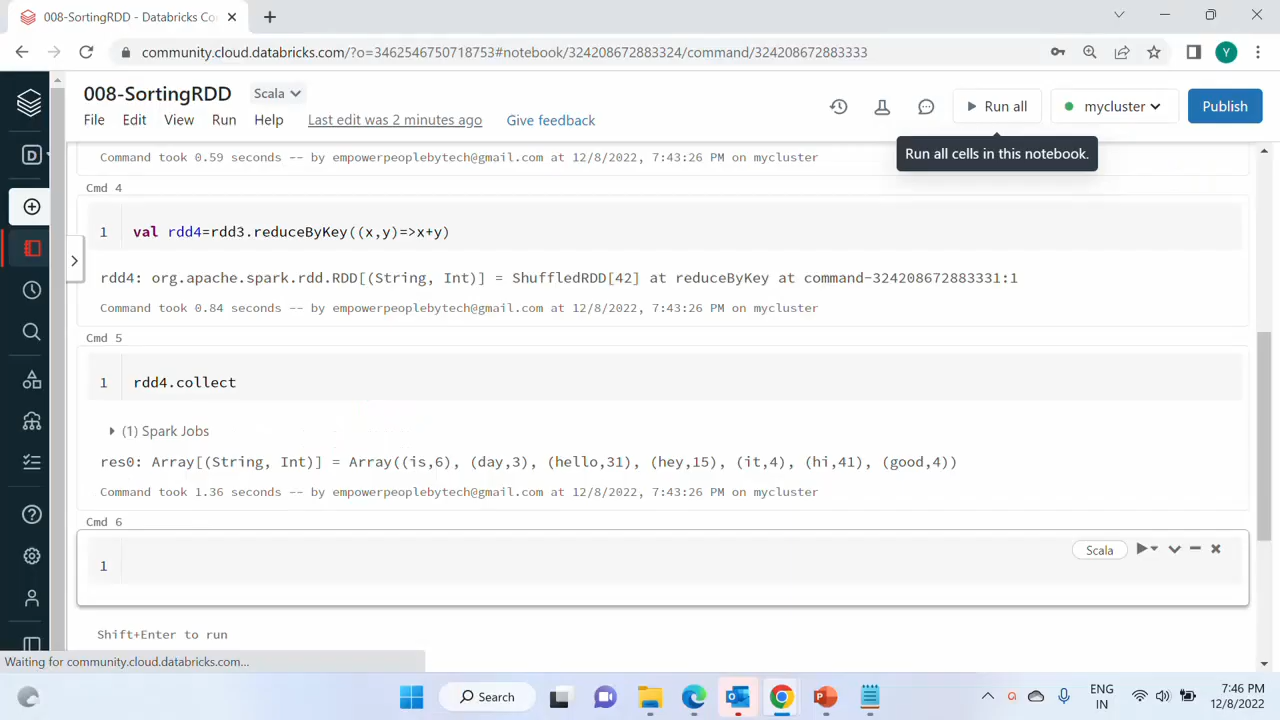 008-SortingRDD - Databricks Co
community.cloud.databricks.com/?o=3462546750718753#notebook/324208672883324/command/324208672883333
Y
008-SortingRDD
Scala
File Edit View Run Help Last edit was 2 minutes ago Give feedback
Run all
mycluster
Publish
Run all cells in this notebook.
D
Command took 0.59 seconds -- by empowerpeoplebytech@gmail.com at 12/8/2022, 7:43:26 PM on mycluster
Cmd 4
1 val rdd4=rdd3.reduceByKey((x,y)=>x+y)
rdd4: org.apache.spark.rdd.RDD[(String, Int)] = ShuffledRDD[42] at reduceByKey at command-324208672883331:1
Command took 0.84 seconds -- by empowerpeoplebytech@gmail.com at 12/8/2022, 7:43:26 PM on mycluster
Cmd 5
1 rdd4.collect
(1) Spark Jobs
res0: Array[(String, Int)] = Array((is,6), (day,3), (hello,31), (hey,15), (it,4), (hi,41), (good,4))
Command took 1.36 seconds -- by empowerpeoplebytech@gmail.com at 12/8/2022, 7:43:26 PM on mycluster
Cmd 6
Scala
1
Shift+Enter to run
Waiting for community.cloud.databricks.com...
Search
ENG
IN
7:46 PM
12/8/2022